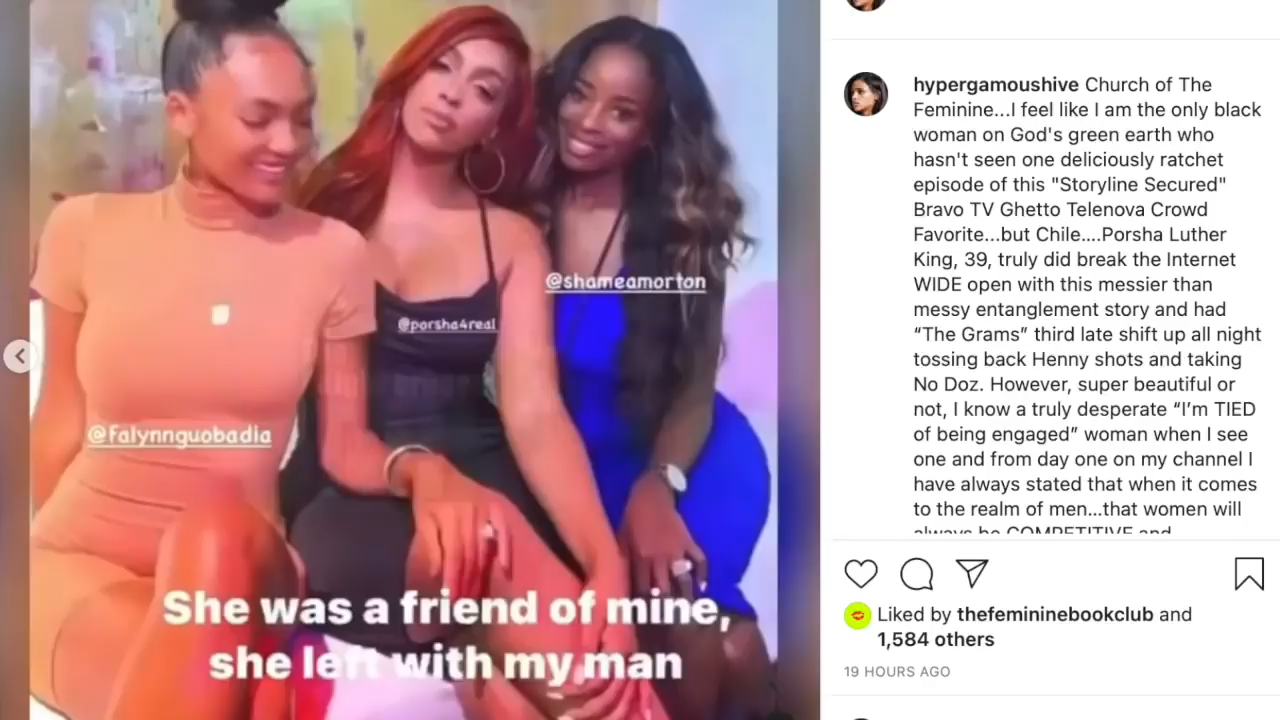 @shameamorton
@porsha4real
@falynnguobadia
She was a friend of mine,
she left with my man
hypergamoushive Church of The
Feminine...I feel like I am the only black
woman on God's green earth who
hasn't seen one deliciously ratchet
episode of this "Storyline Secured"
Bravo TV Ghetto Telenova Crowd
Favorite...but Chile....Porsha Luther
King, 39, truly did break the Internet
WIDE open with this messier than
messy entanglement story and had
“The Grams” third late shift up all night
tossing back Henny shots and taking
No Doz. However, super beautiful or
not, I know a truly desperate “I’m TIED
of being engaged” woman when I see
one and from day one on my channel I
have always stated that when it comes
to the realm of men...that women will
always be COMPETITIVE and
Liked by thefemininebookclub and
1,584 others
19 HOURS AGO